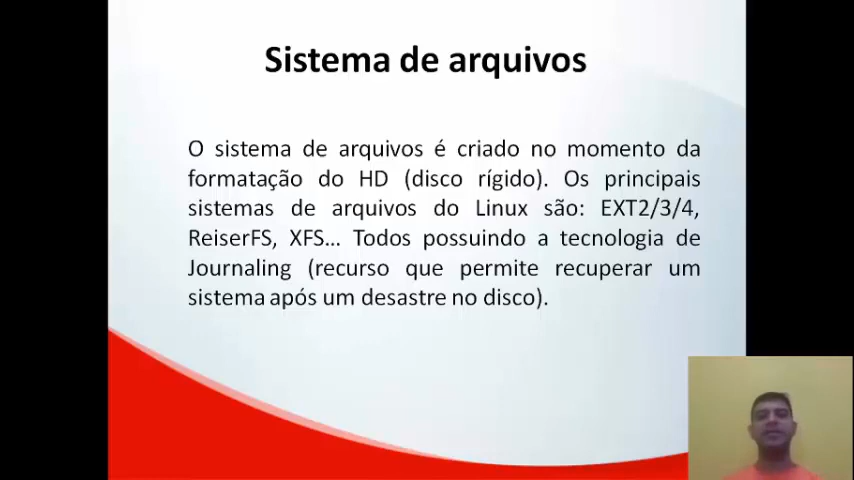 Sistema de arquivos
O sistema de arquivos é criado no momento da
formatação do HD (disco rígido). Os principais
sistemas de arquivos do Linux são: EXT2/3/4,
ReiserFS, XFS... Todos possuindo a tecnologia de
Journaling (recurso que permite recuperar um
sistema após um desastre no disco).